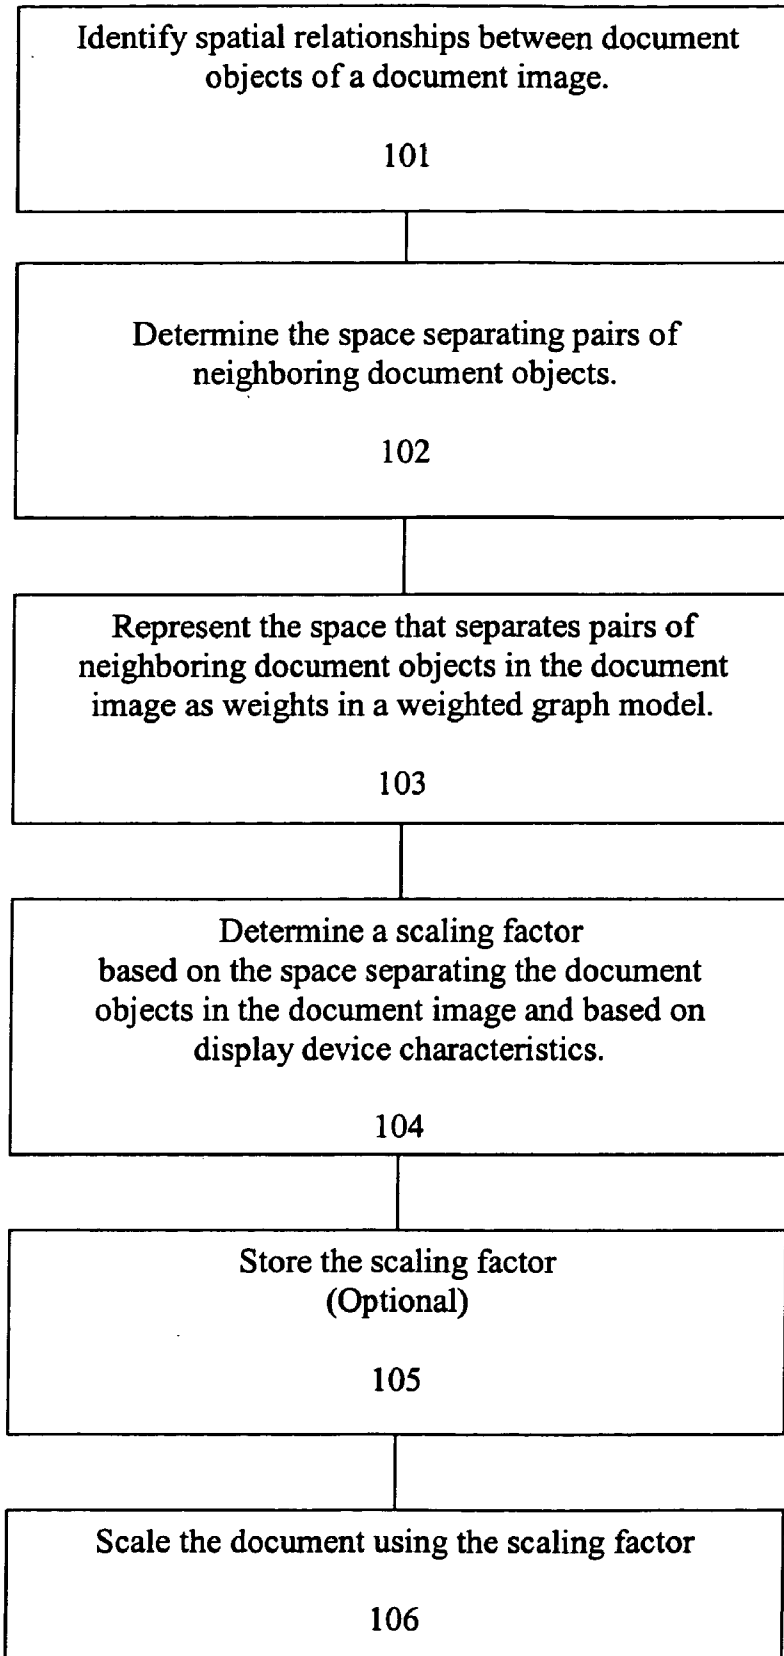 Identify spatial relationships between document
objects of a document image.
101
Determine the space separating pairs of
neighboring document objects.
102
Represent the space that separates pairs of
neighboring document objects in the document
image as weights in a weighted graph model.
103
Determine a scaling factor
based on the space separating the document
objects in the document image and based on
display device characteristics.
104
Store the scaling factor
(Optional)
105
Scale the document using the scaling factor
106